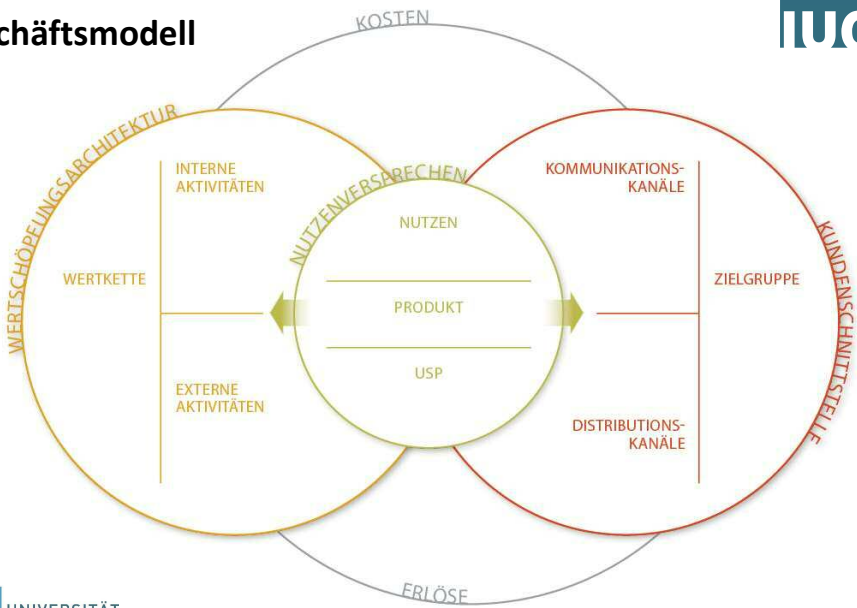 chäftsmodell
KOSTEN
WERTSCHÖPFUNGSARCHITEKTUR
INTERNE
AKTIVITÄTEN
WERTKETTE
EXTERNE
AKTIVITÄTEN
NUTZENVERSPRECHEN
NUTZEN
PRODUKT
USP
KOMMUNIKATIONS-
KANÄLE
ZIELGRUPPE
DISTRIBUTIONS-
KANÄLE
KUNDENSCHNITTSTELLE
ERLÖSE